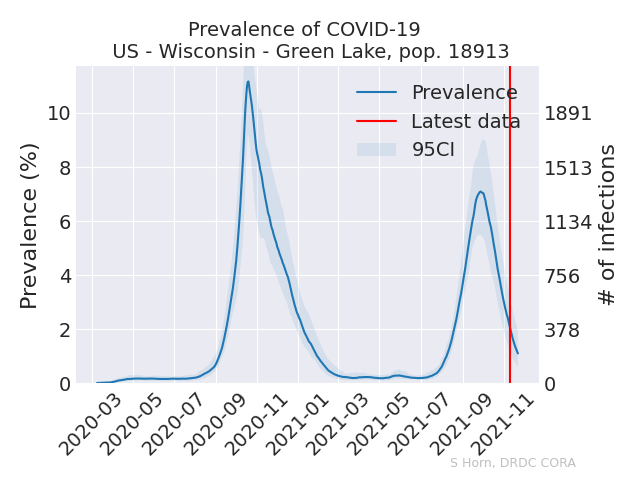 Prevalence of COVID-19
US - Wisconsin - Green Lake, pop. 18913
Prevalence (%)
10
8
6
4
2
0
Prevalence
Latest data
95CI
1891
1513
1134
756
378
0
# of infections
2020-03
2020-05
2020-07
2020-09
2020-11
2021-01
2021-03
2021-05
2021-07
2021-09
2021-11
S Horn, DRDC CORA